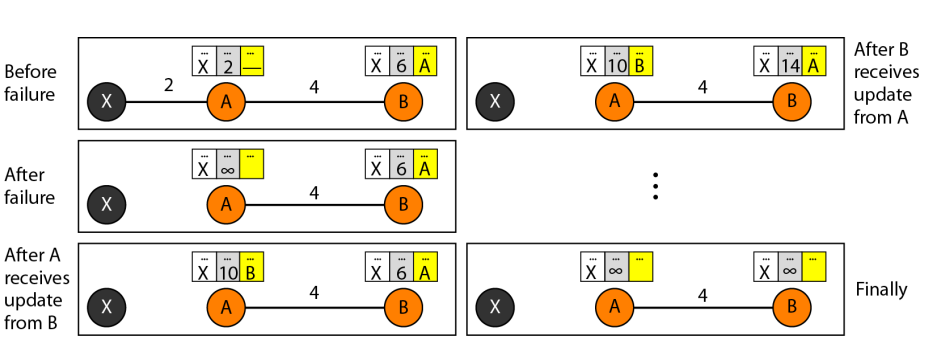 Before
failure
... ... ...
X 2 —
... ... ...
X 6 A
X 2 A 4 B
... ... ...
X 10 B
... ... ...
X 14 A
X A 4 B
After B
receives
update
from A
After
failure
... ... ...
X ∞
... ... ...
X 6 A
X A 4 B
After A
receives
update
from B
... ... ...
X 10 B
... ... ...
X 6 A
X A 4 B
... ... ...
X ∞
... ... ...
X ∞
X A 4 B
Finally